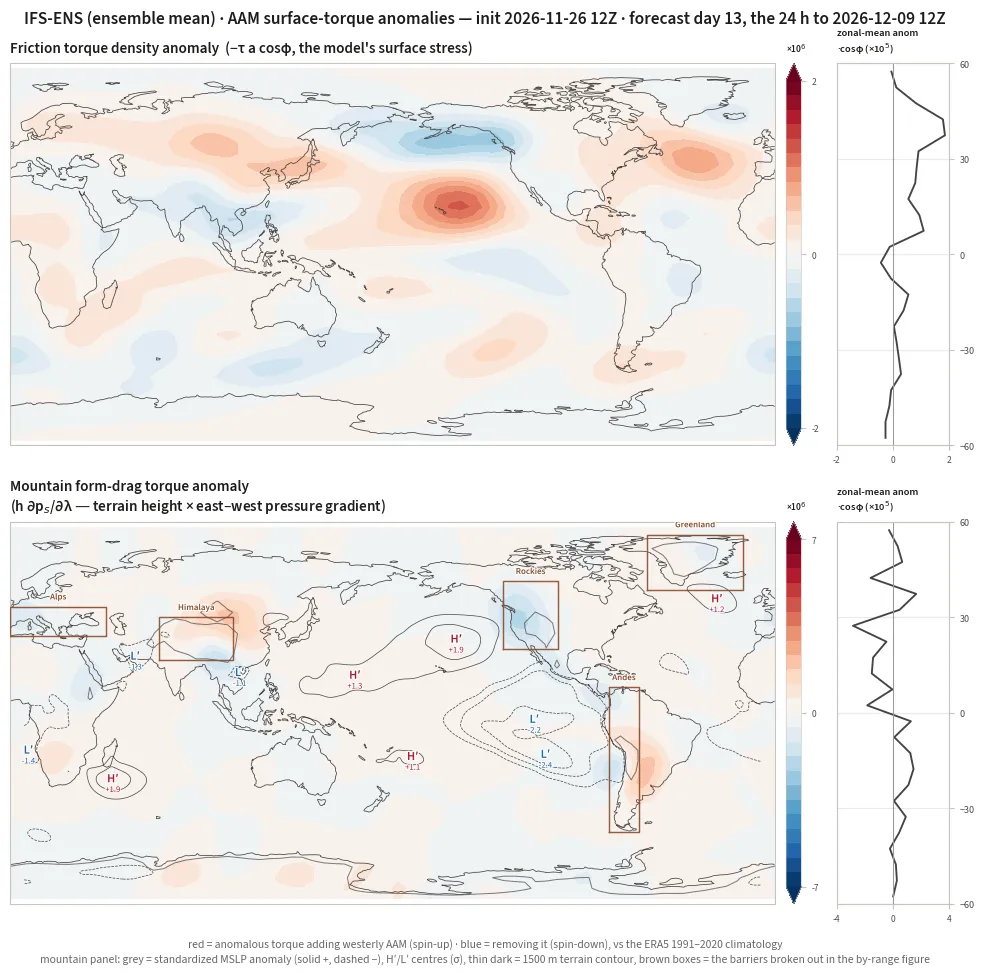 IFS-ENS (ensemble mean) · AAM surface-torque anomalies — init 2026-11-26 12Z · forecast day 13, the 24 h to 2026-12-09 12Z
Friction torque density anomaly (−τ a cosφ, the model's surface stress)
×10⁶
zonal-mean anom
·cosφ (×10⁵)
2
0
-2
60
30
0
−30
−60
-2
0
2
Mountain form-drag torque anomaly
(h ∂pₛ/∂λ — terrain height × east–west pressure gradient)
×10⁶
zonal-mean anom
·cosφ (×10⁵)
Greenland
Rockies
Alps
Himalaya
Andes
H′
+1.2
H′
+1.9
L′
L′
-1.1
H′
+1.3
L′
-2.2
L′
-1.4
H′
+1.1
L′
-2.4
H′
+1.9
7
0
-7
60
30
0
−30
−60
-4
0
4
red = anomalous torque adding westerly AAM (spin-up) · blue = removing it (spin-down), vs the ERA5 1991–2020 climatology
mountain panel: grey = standardized MSLP anomaly (solid +, dashed −), H′/L′ centres (σ), thin dark = 1500 m terrain contour, brown boxes = the barriers broken out in the by-range figure